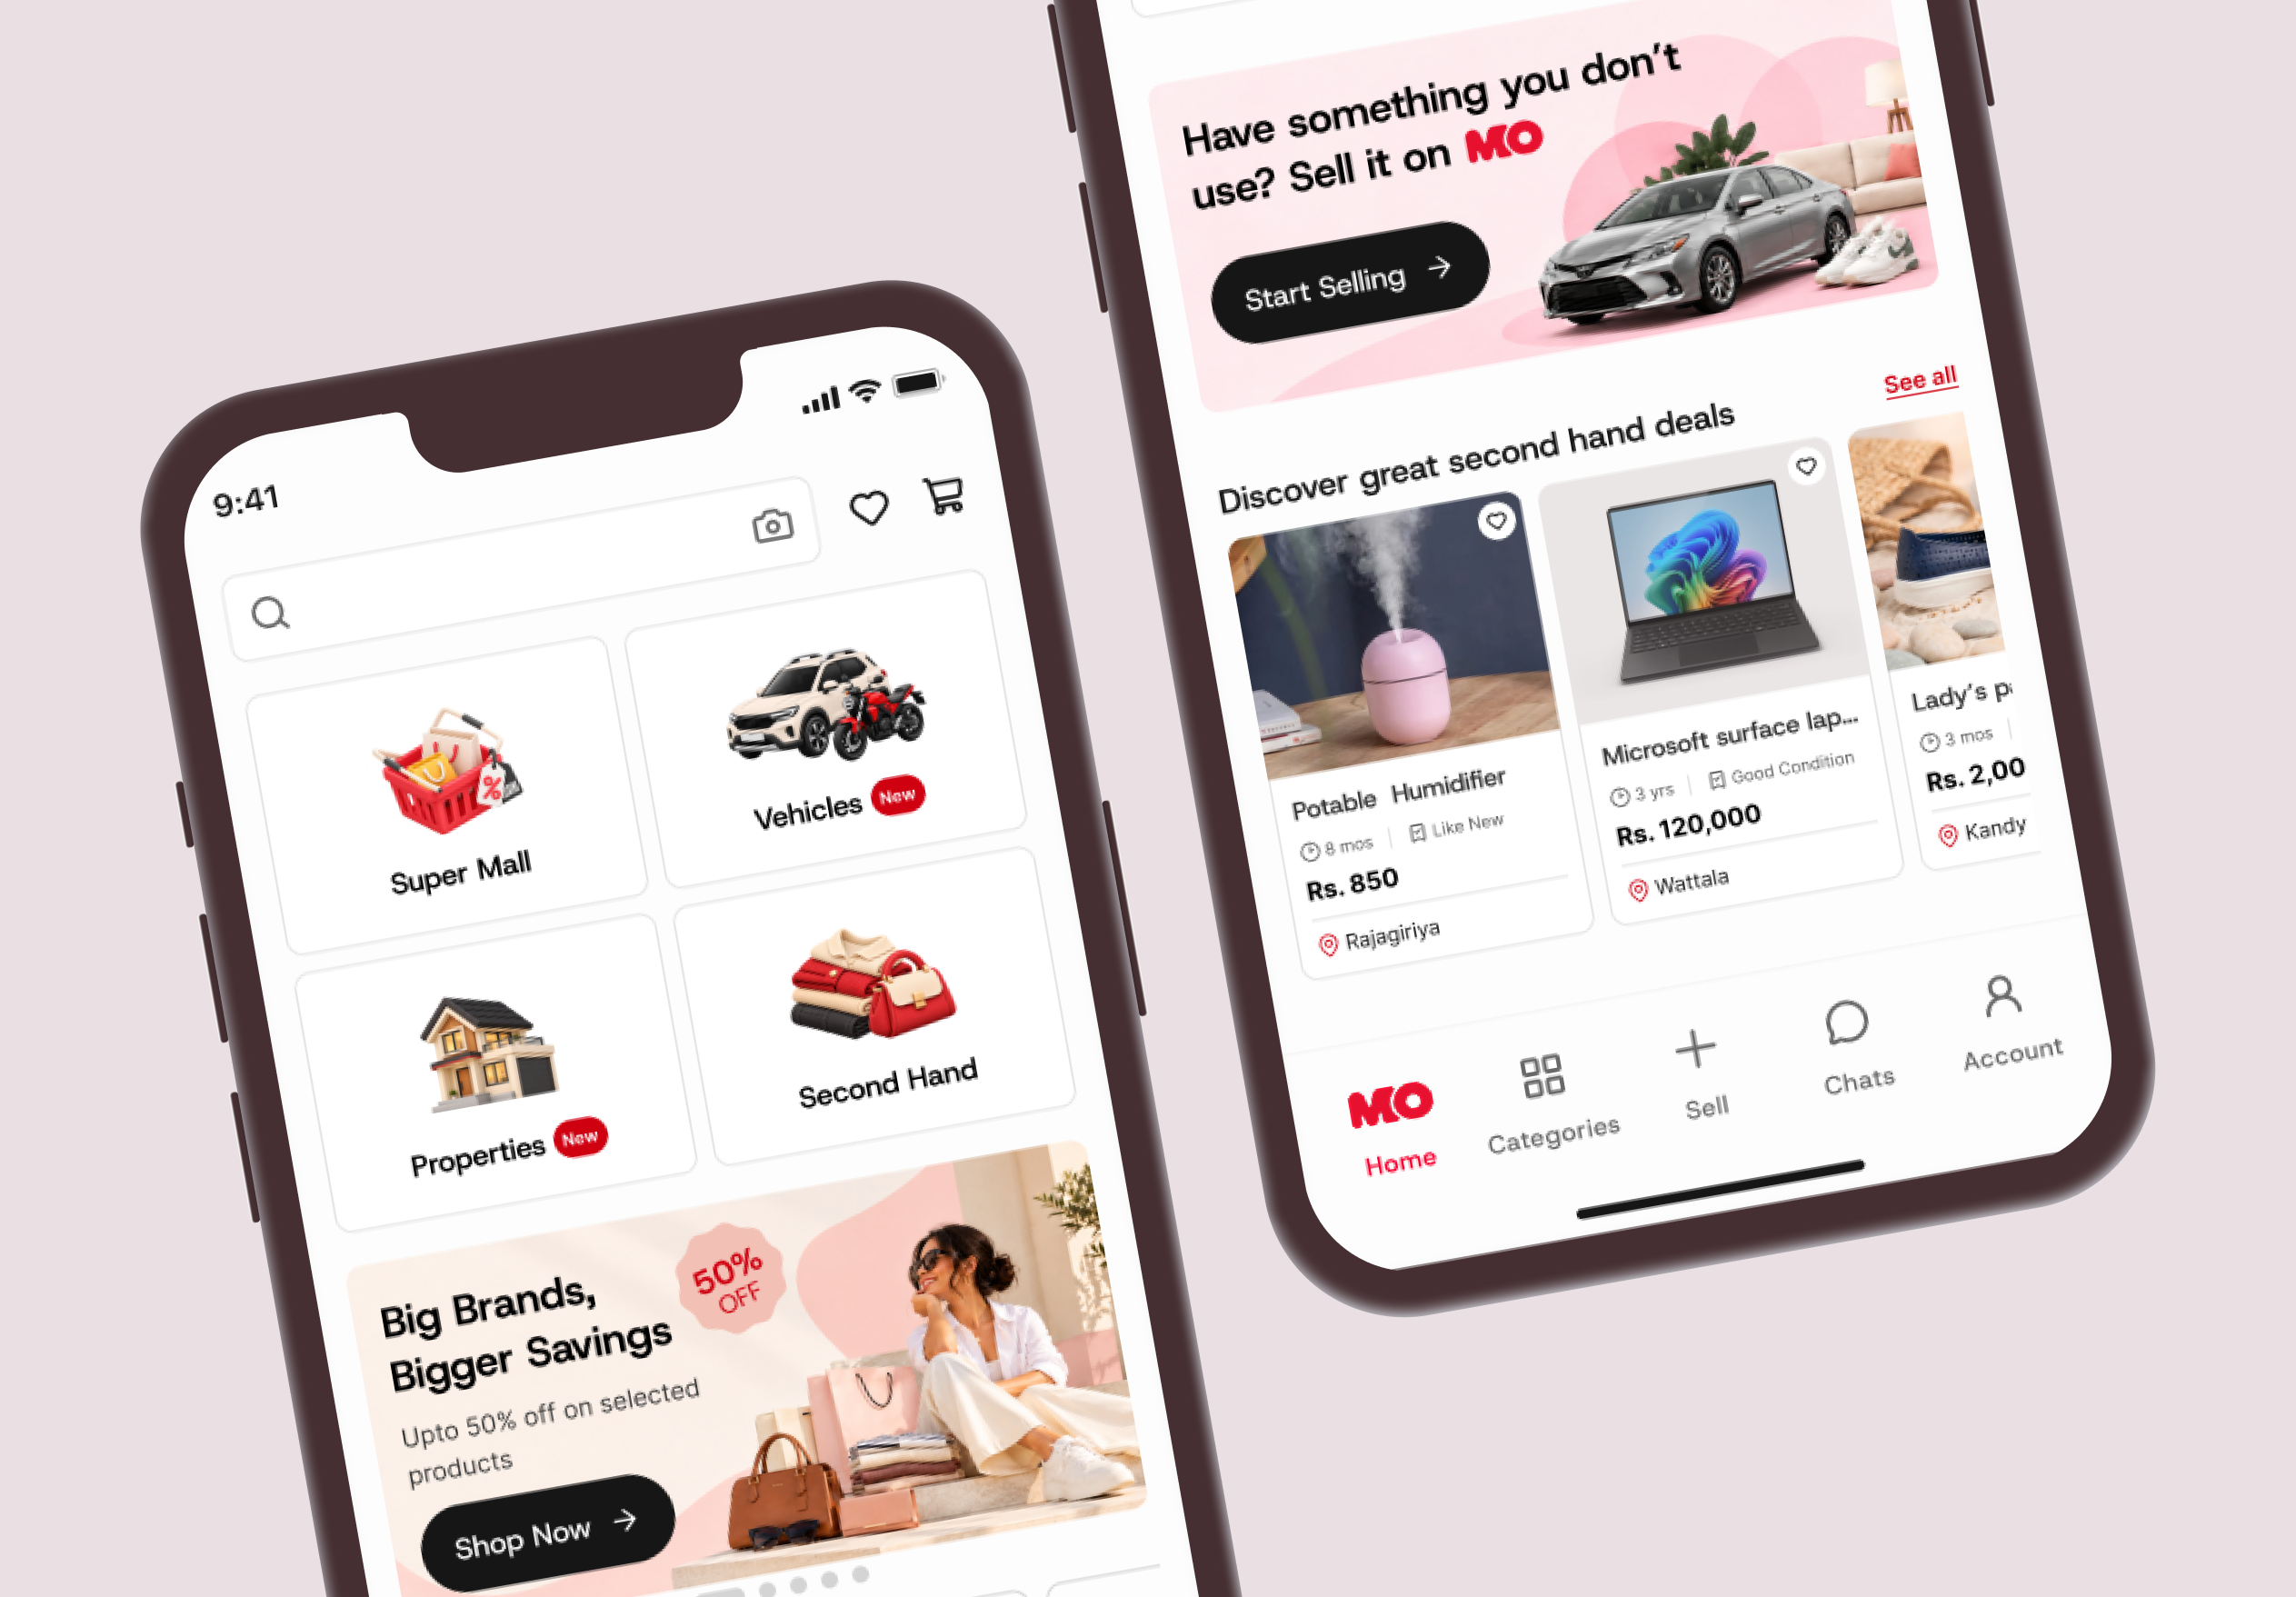 9:41
Super Mall
Vehicles New
Properties New
Second Hand
Big Brands,
Bigger Savings
50%
OFF
Upto 50% off on selected
products
Shop Now
Have something you don't
use? Sell it on MO
Start Selling
See all
Discover great second hand deals
%
Potable Humidifier
8 mos
Like New
Rs. 850
Rajagiriya
Microsoft surface lap...
3 yrs
Good Condition
Rs. 120,000
Wattala
Lady's
3 mos
Rs. 2,00
Kandy
MO
Home
Categories
Sell
Chats
Account